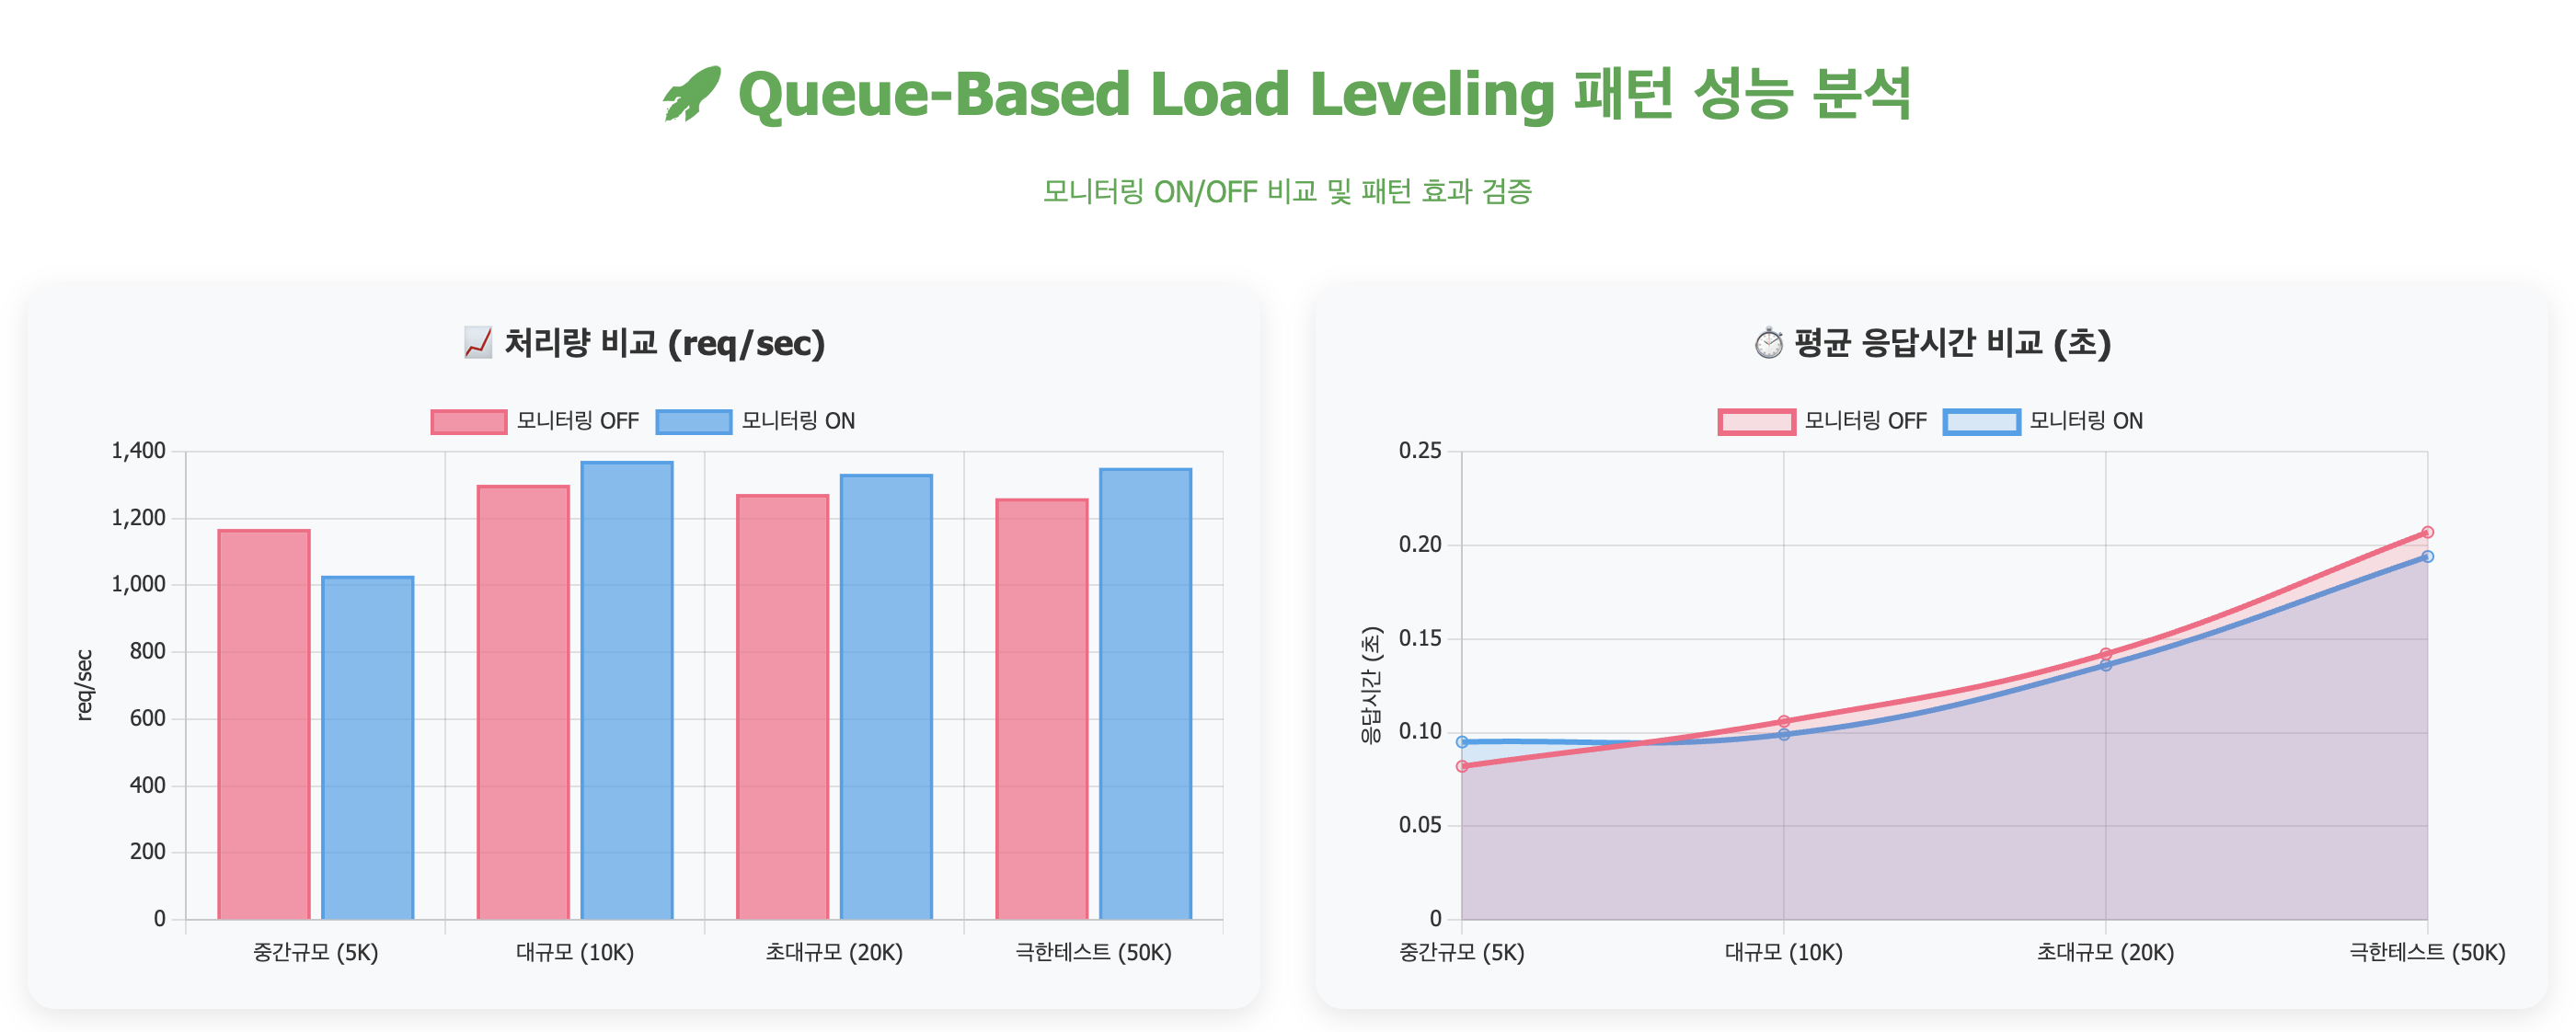 Queue-Based Load Leveling 패턴 성능 분석
모니터링 ON/OFF 비교 및 패턴 효과 검증
처리량 비교 (req/sec)
모니터링 OFF
모니터링 ON
1,400
1,200
1,000
800
600
400
200
0
req/sec
중간규모 (5K)
대규모 (10K)
초대규모 (20K)
극한테스트 (50K)
평균 응답시간 비교 (초)
모니터링 OFF
모니터링 ON
0.25
0.20
0.15
0.10
0.05
0
응답시간 (초)
중간규모 (5K)
대규모 (10K)
초대규모 (20K)
극한테스트 (50K)